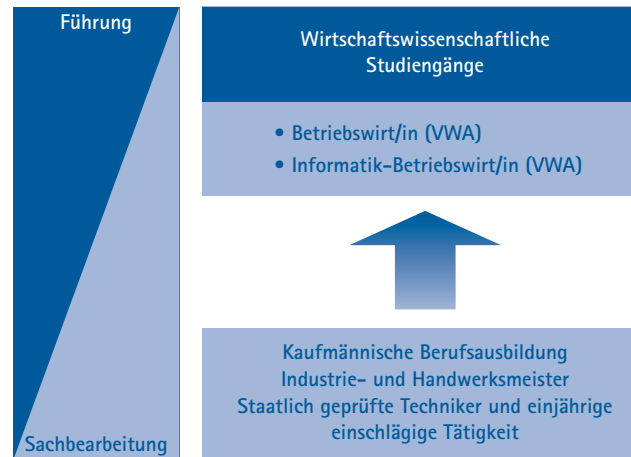 Führung
Wirtschaftswissenschaftliche
Studiengänge
• Betriebswirt/in (VWA)
• Informatik-Betriebswirt/in (VWA)
Kaufmännische Berufsausbildung
Industrie- und Handwerksmeister
Staatlich geprüfte Techniker und einjährige
einschlägige Tätigkeit
Sachbearbeitung